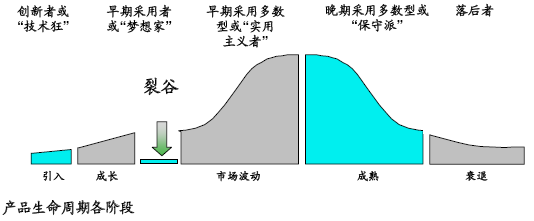 创新者或
“技术狂”
早期采用者
或“梦想家”
早期采用多数
型或“实用
主义者”
晚期采用多数型或
“保守派”
落后者
裂谷
引入
成长
市场波动
成熟
衰退
产品生命周期各阶段